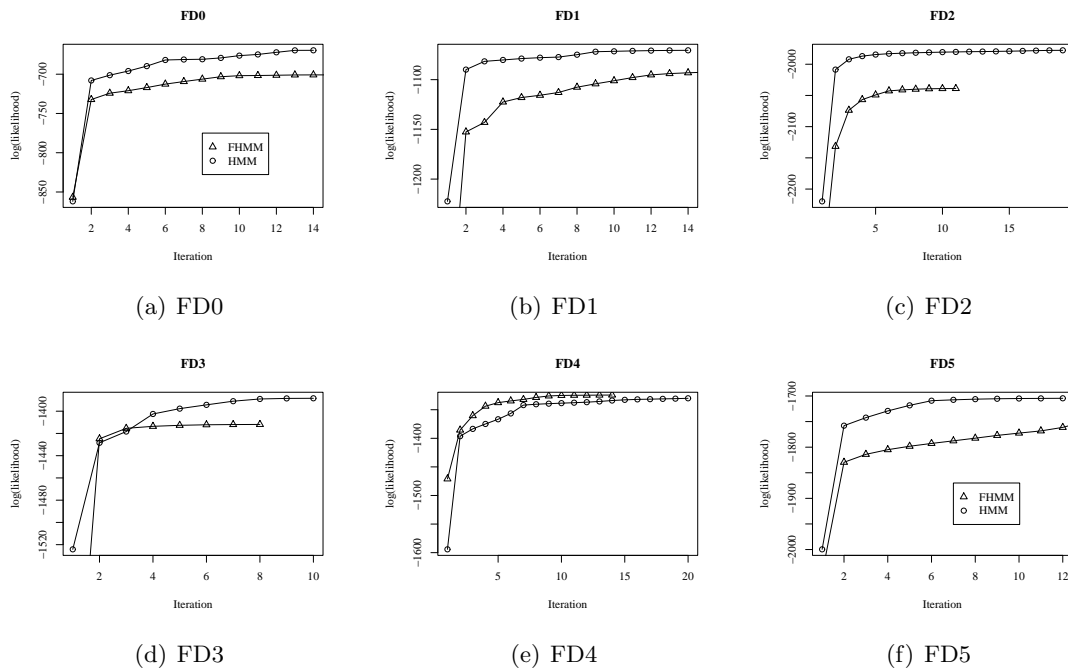 FD0
log(likelihood)
−700
−750
−800
−850
FHMM
HMM
2 4 6 8 10 12 14
Iteration
(a) FD0
FD1
log(likelihood)
−1100
−1150
−1200
2 4 6 8 10 12 14
Iteration
(b) FD1
FD2
log(likelihood)
−2000
−2100
−2200
5 10 15
Iteration
(c) FD2
FD3
log(likelihood)
−1400
−1440
−1480
−1520
2 4 6 8 10
Iteration
(d) FD3
FD4
log(likelihood)
−1400
−1500
−1600
5 10 15 20
Iteration
(e) FD4
FD5
log(likelihood)
−1700
−1800
−1900
−2000
FHMM
HMM
2 4 6 8 10 12
Iteration
(f) FD5